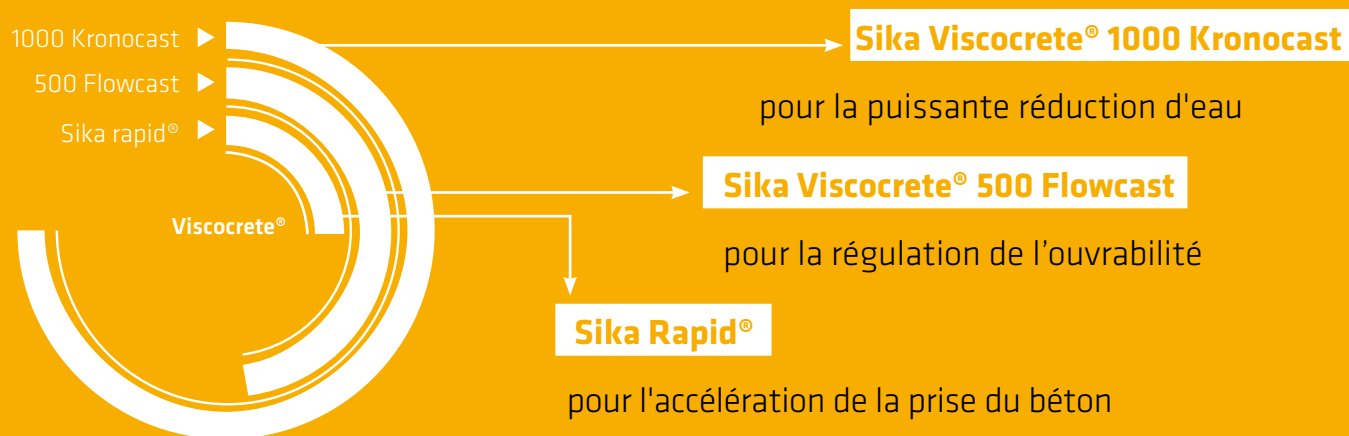 1000 Kronocast
500 Flowcast
Sika rapid®
Viscocrete®
Sika Viscocrete® 1000 Kronocast
pour la puissante réduction d'eau
Sika Viscocrete® 500 Flowcast
pour la régulation de l’ouvrabilité
Sika Rapid®
pour l'accélération de la prise du béton